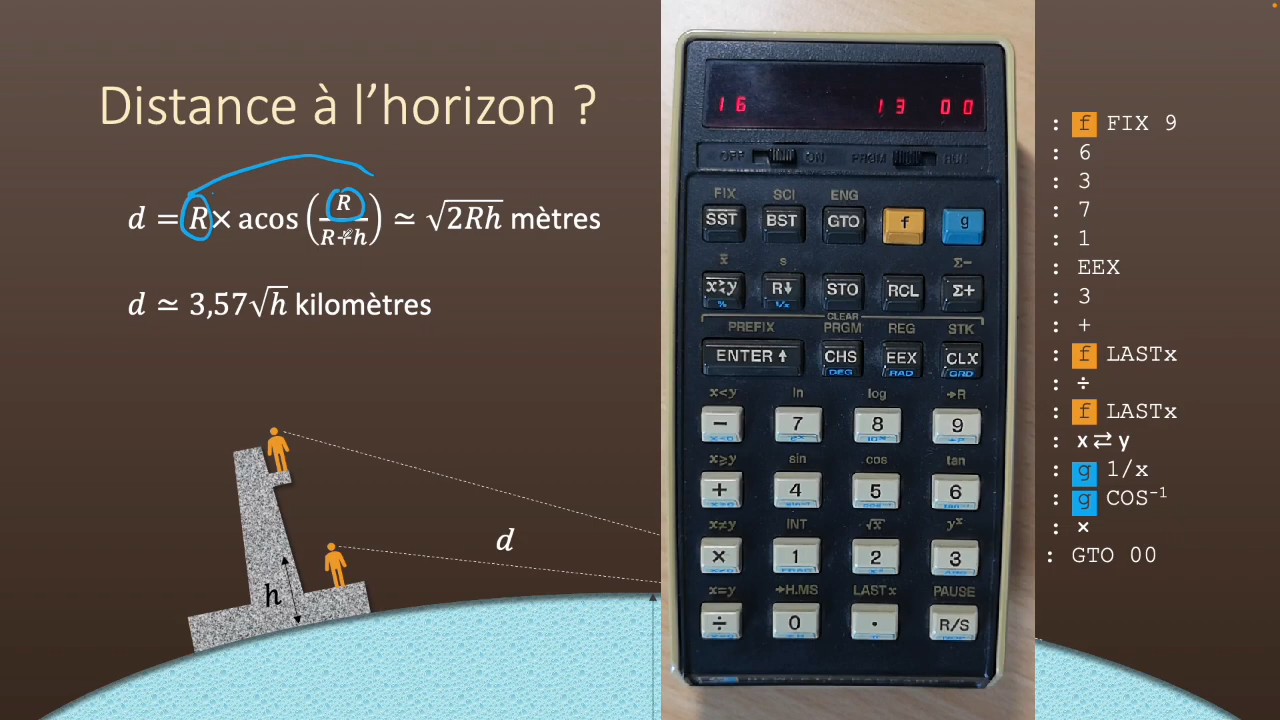 Distance à l'horizon ?
d = R × acos (R / R + h) ≃ √2Rh mètres
d ≃ 3,57√h kilomètres
d
h
16 13 00
OFF ON PRGM RUN
FIX SCI ENG
SST BST GTO f g
x̄ s Σ−
x⇄y R↓ STO RCL Σ+
%
CLEAR
PREFIX PRGM REG STK
ENTER↑ CHS EEX CLX
DEG RAD GRD
x<y ln log →R
− 7 8 9
x≥y sin cos tan
+ 4 5 6
x≠y INT √x yˣ
× 1 2 3
x=y →H.MS LASTx PAUSE
÷ 0 · R/S
: f FIX 9
: 6
: 3
: 7
: 1
: EEX
: 3
: +
: f LASTx
: ÷
: f LASTx
: x⇄y
: g 1/x
: g COS⁻¹
: ×
: GTO 00